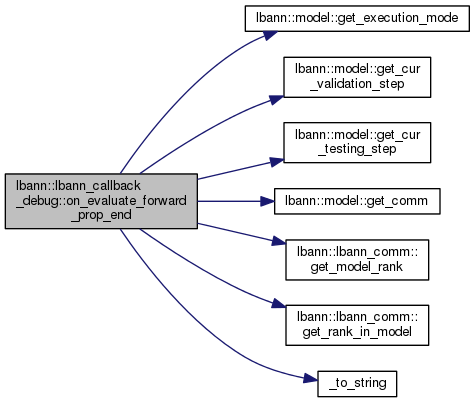 lbann::model::get_execution_mode
lbann::model::get_cur
_validation_step
lbann::model::get_cur
_testing_step
lbann::lbann_callback
_debug::on_evaluate_forward
_prop_end
lbann::model::get_comm
lbann::lbann_comm::
get_model_rank
lbann::lbann_comm::
get_rank_in_model
_to_string